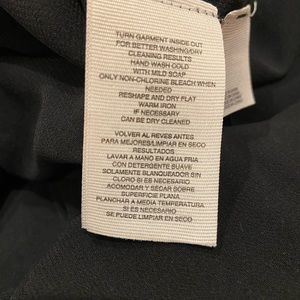 TURN GARMENT INSIDE OUT
FOR BETTER WASHING/DRY
CLEANING RESULTS
HAND WASH COLD
WITH MILD SOAP
ONLY NON-CHLORINE BLEACH WHEN
NEEDED
RESHAPE AND DRY FLAT
WARM IRON
IF NECESSARY
CAN BE DRY CLEANED
VOLVER AL REVES ANTES
PARA MEJORES/LIMPIAR EN SECO
RESULTADOS
LAVAR A MANO EN AGUA FRIA
CON DETERGENTE SUAVE
SOLAMENTE BLANQUEADOR SIN
CLORO SI ES NECESARIO
ACOMODAR Y SECAR SOBRE
SUPERFICIE PLANA
PLANCHAR A MEDIA TEMPERATURA
SI ES NECESARIO
SE PUEDE LIMPIAR EN SECO